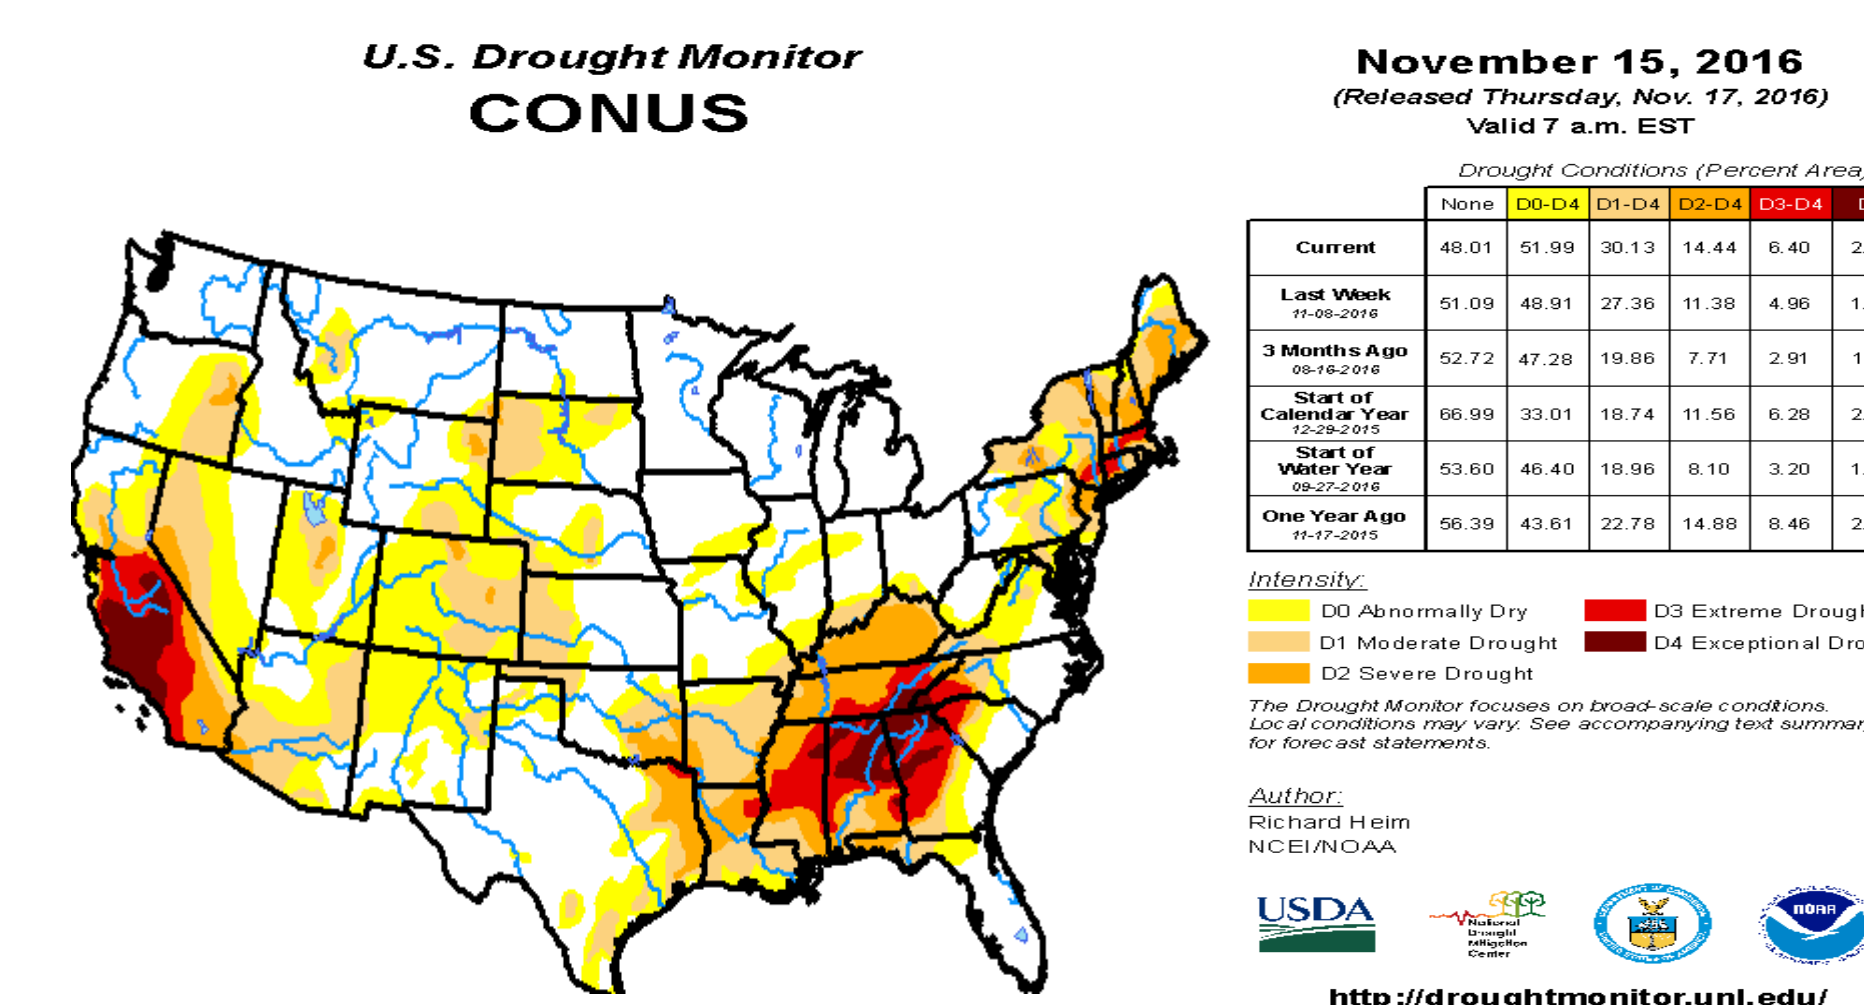 U.S. Drought Monitor
CONUS
November 15, 2016
(Released Thursday, Nov. 17, 2016)
Valid 7 a.m. EST
Drought Conditions (Percent Area)
None D0-D4 D1-D4 D2-D4 D3-D4
Current 48.01 51.99 30.13 14.44 6.40
Last Week
11-08-2016
51.09 48.91 27.36 11.38 4.96
3 Months Ago
08-16-2016
52.72 47.28 19.86 7.71 2.91
Start of
Calendar Year
12-29-2015
66.99 33.01 18.74 11.56 6.28
Start of
Water Year
09-27-2016
53.60 46.40 18.96 8.10 3.20
One Year Ago
11-17-2015
56.39 43.61 22.78 14.88 8.46
Intensity:
D0 Abnormally Dry
D3 Extreme Drough
D1 Moderate Drought
D4 Exceptional Dro
D2 Severe Drought
The Drought Monitor focuses on broad-scale conditions.
Local conditions may vary. See accompanying text summar
for forecast statements.
Author:
Richard Heim
NCEI/NOAA
USDA
National
Drought
Mitigation
Center
NOAA
http://droughtmonitor.unl.edu/